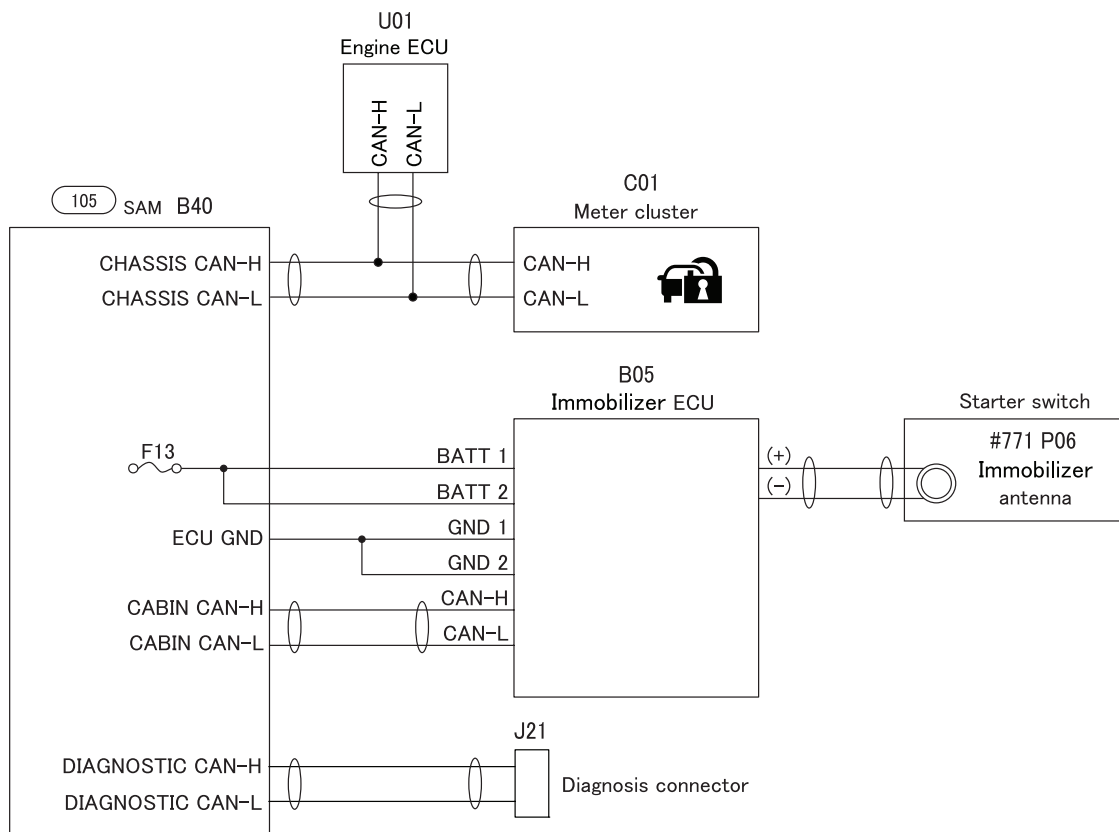 U01
Engine ECU
CAN-H
CAN-L
105
SAM B40
C01
Meter cluster
CHASSIS CAN-H
CHASSIS CAN-L
CAN-H
CAN-L
B05
Immobilizer ECU
Starter switch
#771 P06
Immobilizer
antenna
F13
BATT 1
BATT 2
ECU GND
GND 1
GND 2
CABIN CAN-H
CABIN CAN-L
CAN-H
CAN-L
(+)
(-)
J21
Diagnosis connector
DIAGNOSTIC CAN-H
DIAGNOSTIC CAN-L